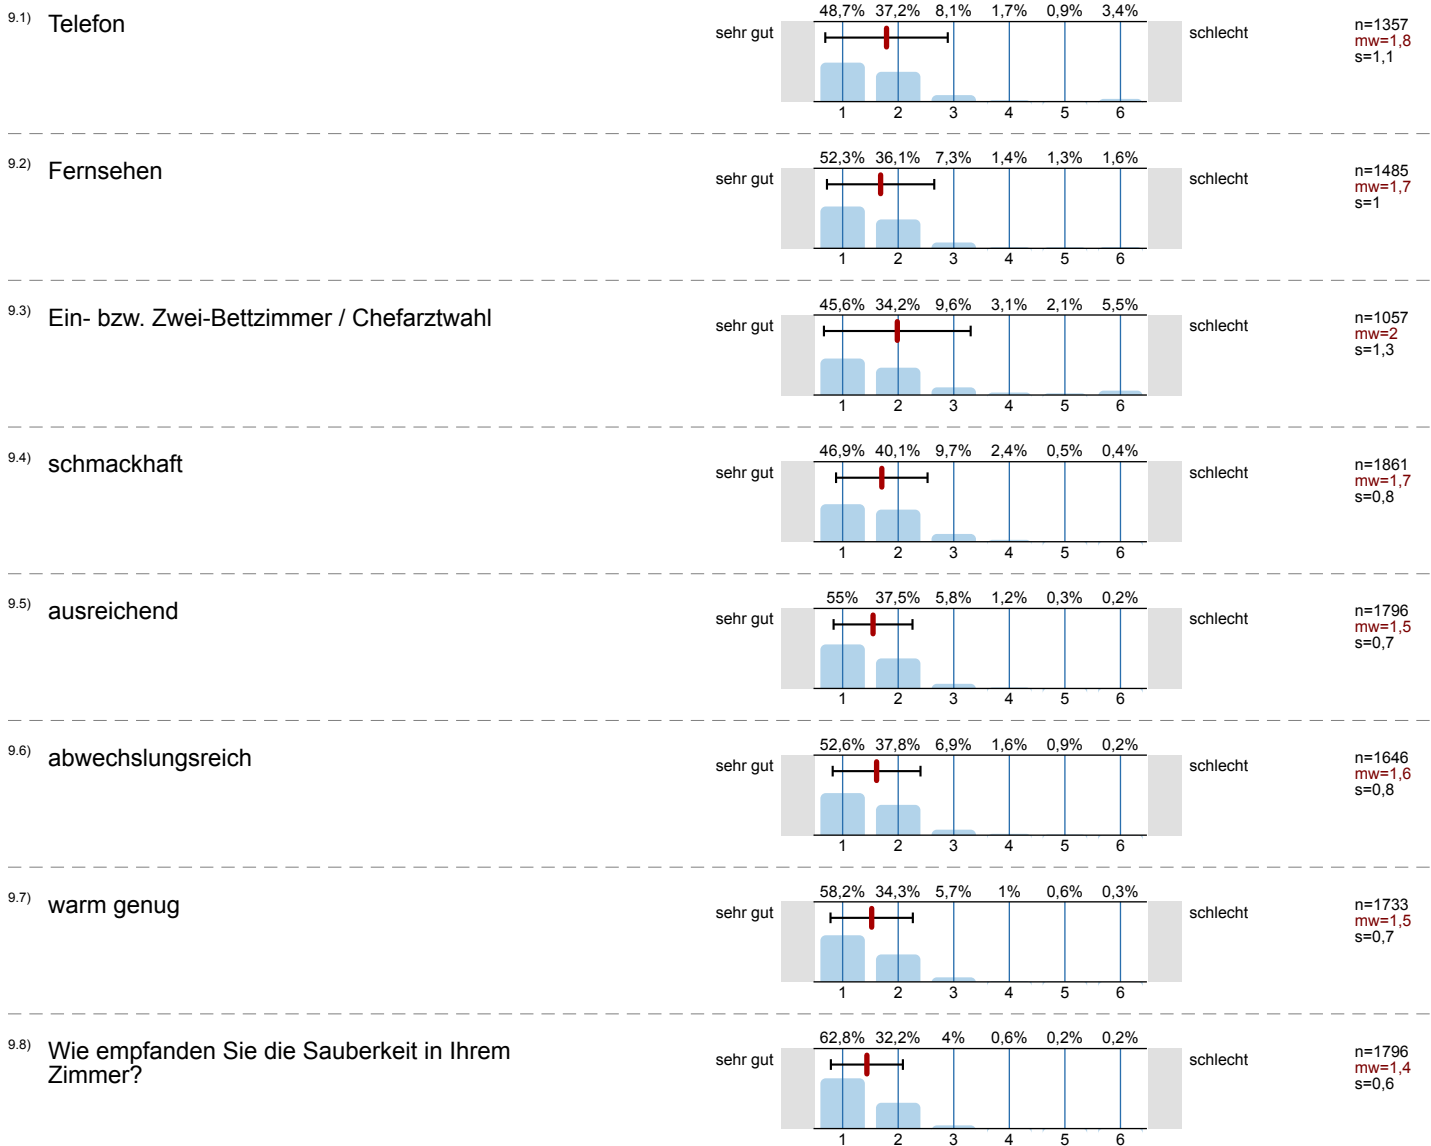 9.1) Telefon
48,7% 37,2% 8,1% 1,7% 0,9% 3,4%
sehr gut schlecht
n=1357
mw=1,8
s=1,1
1 2 3 4 5 6
9.2) Fernsehen
52,3% 36,1% 7,3% 1,4% 1,3% 1,6%
sehr gut schlecht
n=1485
mw=1,7
s=1
1 2 3 4 5 6
9.3) Ein- bzw. Zwei-Bettzimmer / Chefarztwahl
45,6% 34,2% 9,6% 3,1% 2,1% 5,5%
sehr gut schlecht
n=1057
mw=2
s=1,3
1 2 3 4 5 6
9.4) schmackhaft
46,9% 40,1% 9,7% 2,4% 0,5% 0,4%
sehr gut schlecht
n=1861
mw=1,7
s=0,8
1 2 3 4 5 6
9.5) ausreichend
55% 37,5% 5,8% 1,2% 0,3% 0,2%
sehr gut schlecht
n=1796
mw=1,5
s=0,7
1 2 3 4 5 6
9.6) abwechslungsreich
52,6% 37,8% 6,9% 1,6% 0,9% 0,2%
sehr gut schlecht
n=1646
mw=1,6
s=0,8
1 2 3 4 5 6
9.7) warm genug
58,2% 34,3% 5,7% 1% 0,6% 0,3%
sehr gut schlecht
n=1733
mw=1,5
s=0,7
1 2 3 4 5 6
9.8) Wie empfanden Sie die Sauberkeit in Ihrem
Zimmer?
62,8% 32,2% 4% 0,6% 0,2% 0,2%
sehr gut schlecht
n=1796
mw=1,4
s=0,6
1 2 3 4 5 6